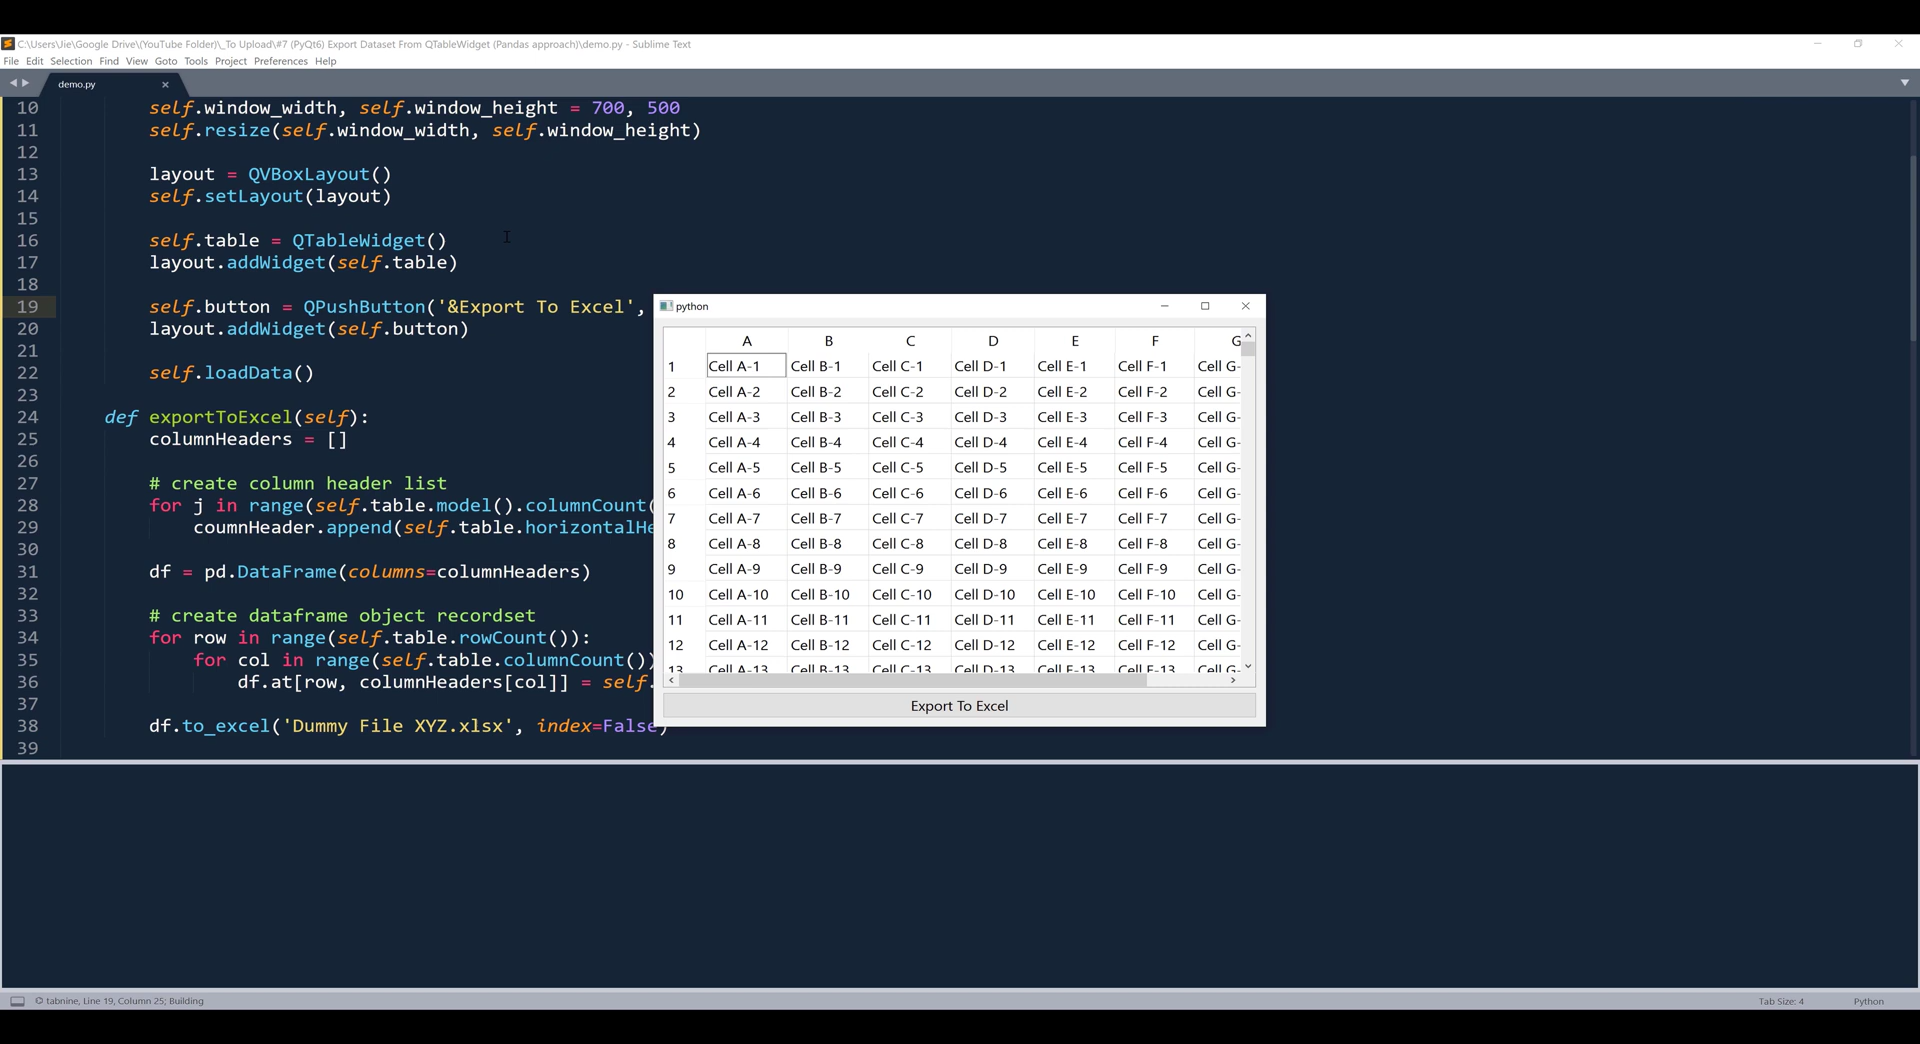 C:\Users\Jie\Google Drive\(YouTube Folder)\_To Upload\#7 (PyQt6) Export Dataset From QTableWidget (Pandas approach)\demo.py - Sublime Text
File Edit Selection Find View Goto Tools Project Preferences Help
demo.py
10 self.window_width, self.window_height = 700, 500
11 self.resize(self.window_width, self.window_height)
12
13 layout = QVBoxLayout()
14 self.setLayout(layout)
15
16 self.table = QTableWidget()
17 layout.addWidget(self.table)
18
19 self.button = QPushButton('&Export To Excel',
20 layout.addWidget(self.button)
21
22 self.loadData()
23
24 def exportToExcel(self):
25 columnHeaders = []
26
27 # create column header list
28 for j in range(self.table.model().columnCount(
29 coumnHeader.append(self.table.horizontalHe
30
31 df = pd.DataFrame(columns=columnHeaders)
32
33 # create dataframe object recordset
34 for row in range(self.table.rowCount()):
35 for col in range(self.table.columnCount())
36 df.at[row, columnHeaders[col]] = self.
37
38 df.to_excel('Dummy File XYZ.xlsx', index=False)
39
python
A B C D E F G
1 Cell A-1 Cell B-1 Cell C-1 Cell D-1 Cell E-1 Cell F-1 Cell G-
2 Cell A-2 Cell B-2 Cell C-2 Cell D-2 Cell E-2 Cell F-2 Cell G-
3 Cell A-3 Cell B-3 Cell C-3 Cell D-3 Cell E-3 Cell F-3 Cell G-
4 Cell A-4 Cell B-4 Cell C-4 Cell D-4 Cell E-4 Cell F-4 Cell G-
5 Cell A-5 Cell B-5 Cell C-5 Cell D-5 Cell E-5 Cell F-5 Cell G-
6 Cell A-6 Cell B-6 Cell C-6 Cell D-6 Cell E-6 Cell F-6 Cell G-
7 Cell A-7 Cell B-7 Cell C-7 Cell D-7 Cell E-7 Cell F-7 Cell G-
8 Cell A-8 Cell B-8 Cell C-8 Cell D-8 Cell E-8 Cell F-8 Cell G-
9 Cell A-9 Cell B-9 Cell C-9 Cell D-9 Cell E-9 Cell F-9 Cell G-
10 Cell A-10 Cell B-10 Cell C-10 Cell D-10 Cell E-10 Cell F-10 Cell G-
11 Cell A-11 Cell B-11 Cell C-11 Cell D-11 Cell E-11 Cell F-11 Cell G-
12 Cell A-12 Cell B-12 Cell C-12 Cell D-12 Cell E-12 Cell F-12 Cell G-
13 Cell A-13 Cell B-13 Cell C-13 Cell D-13 Cell E-13 Cell F-13 Cell G-
Export To Excel
tabnine, Line 19, Column 25; Building
Tab Size: 4 Python